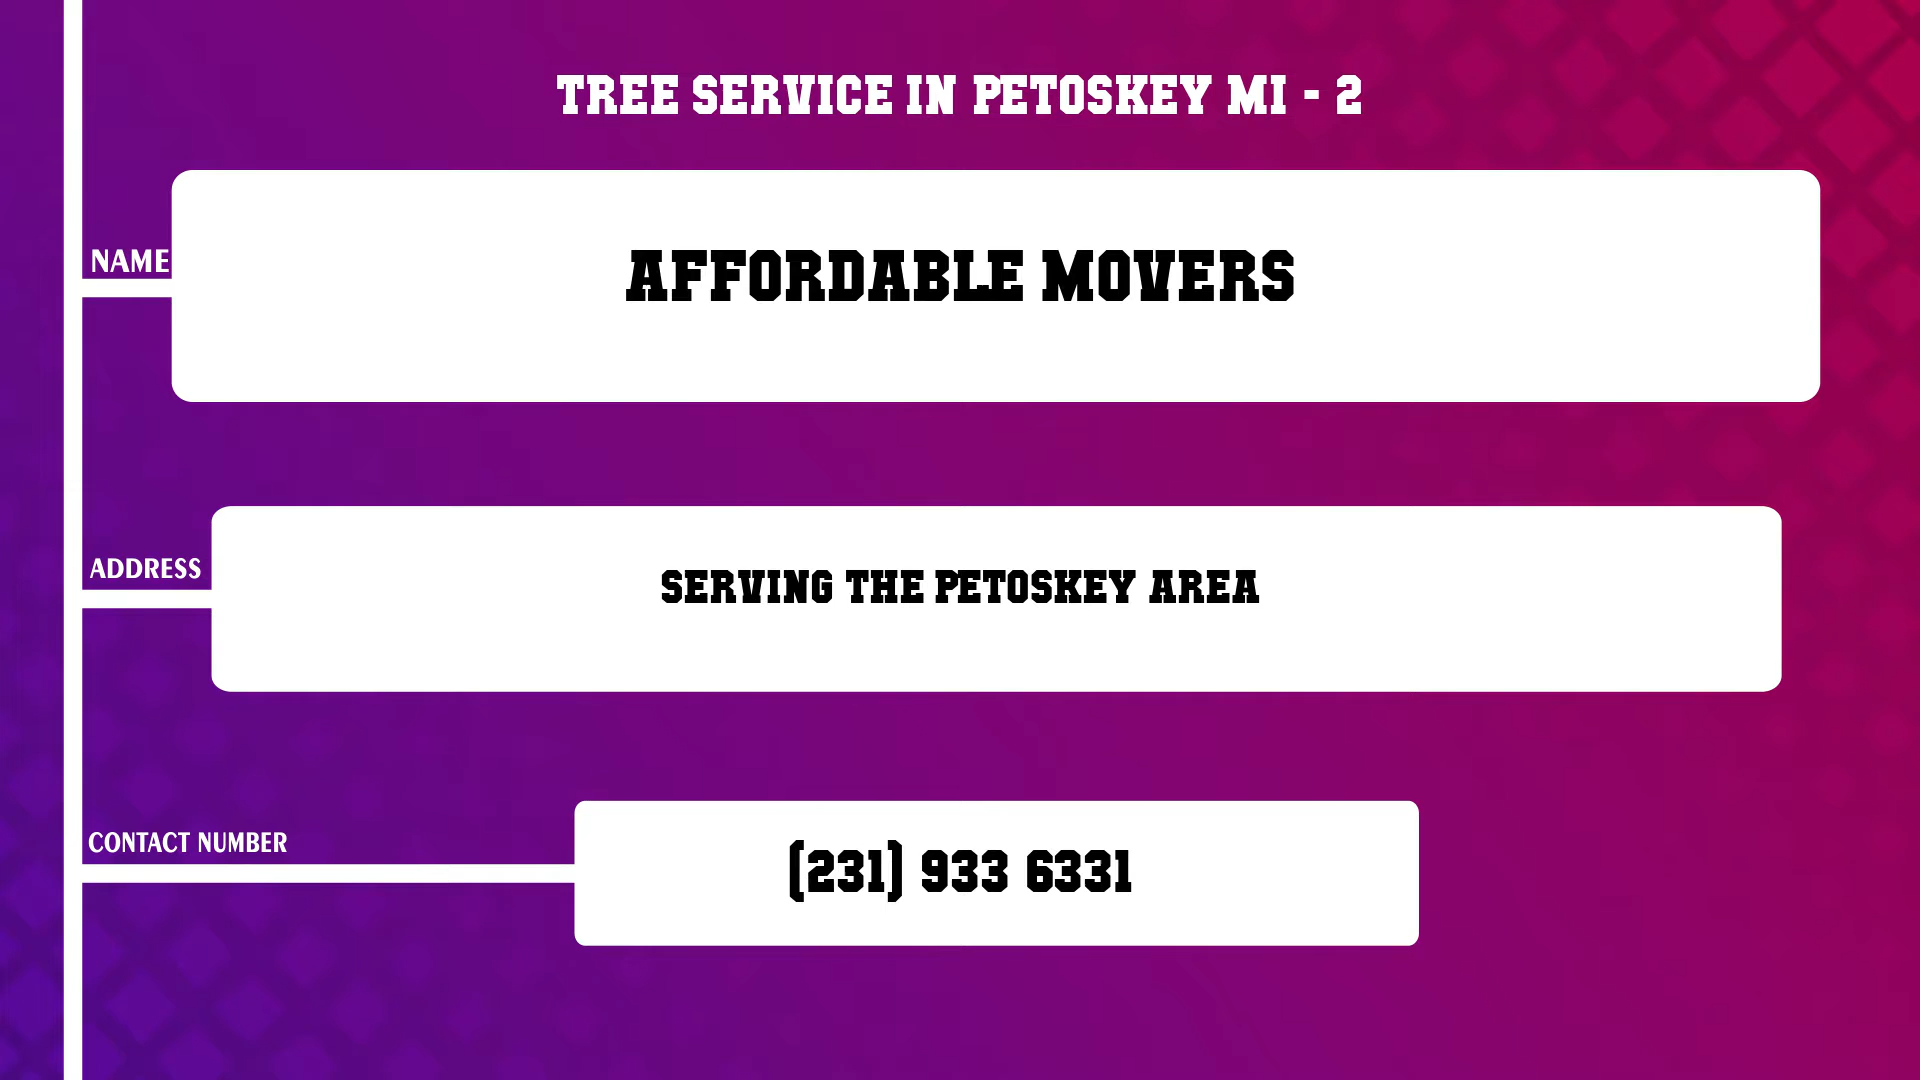 TREE SERVICE IN PETOSKEY MI - 2
NAME
AFFORDABLE MOVERS
ADDRESS
SERVING THE PETOSKEY AREA
CONTACT NUMBER
(231) 933 6331